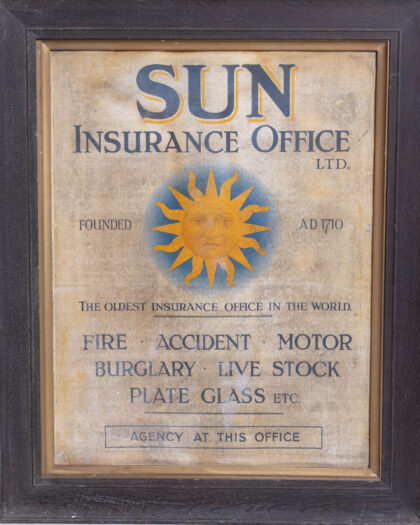 SUN
INSURANCE OFFICE
LTD.
FOUNDED A.D. 1710
THE OLDEST INSURANCE OFFICE IN THE WORLD.
FIRE · ACCIDENT · MOTOR
BURGLARY · LIVE STOCK
PLATE GLASS ETC.
AGENCY AT THIS OFFICE